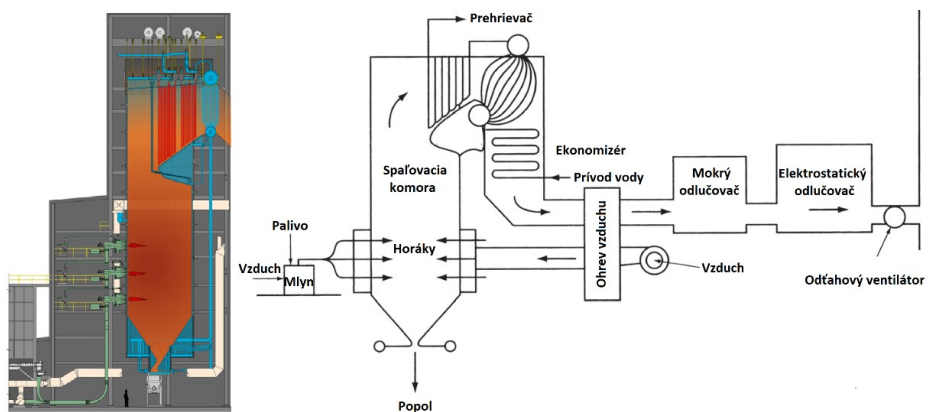 Prehrievač
Ekonomizér
Spaľovacia
komora
Prívod vody
Mokrý
odlučovač
Elektrostatický
odlučovač
Palivo
Horáky
Ohrev vzduchu
Vzduch
Mlyn
Vzduch
Odťahový ventilátor
Popol